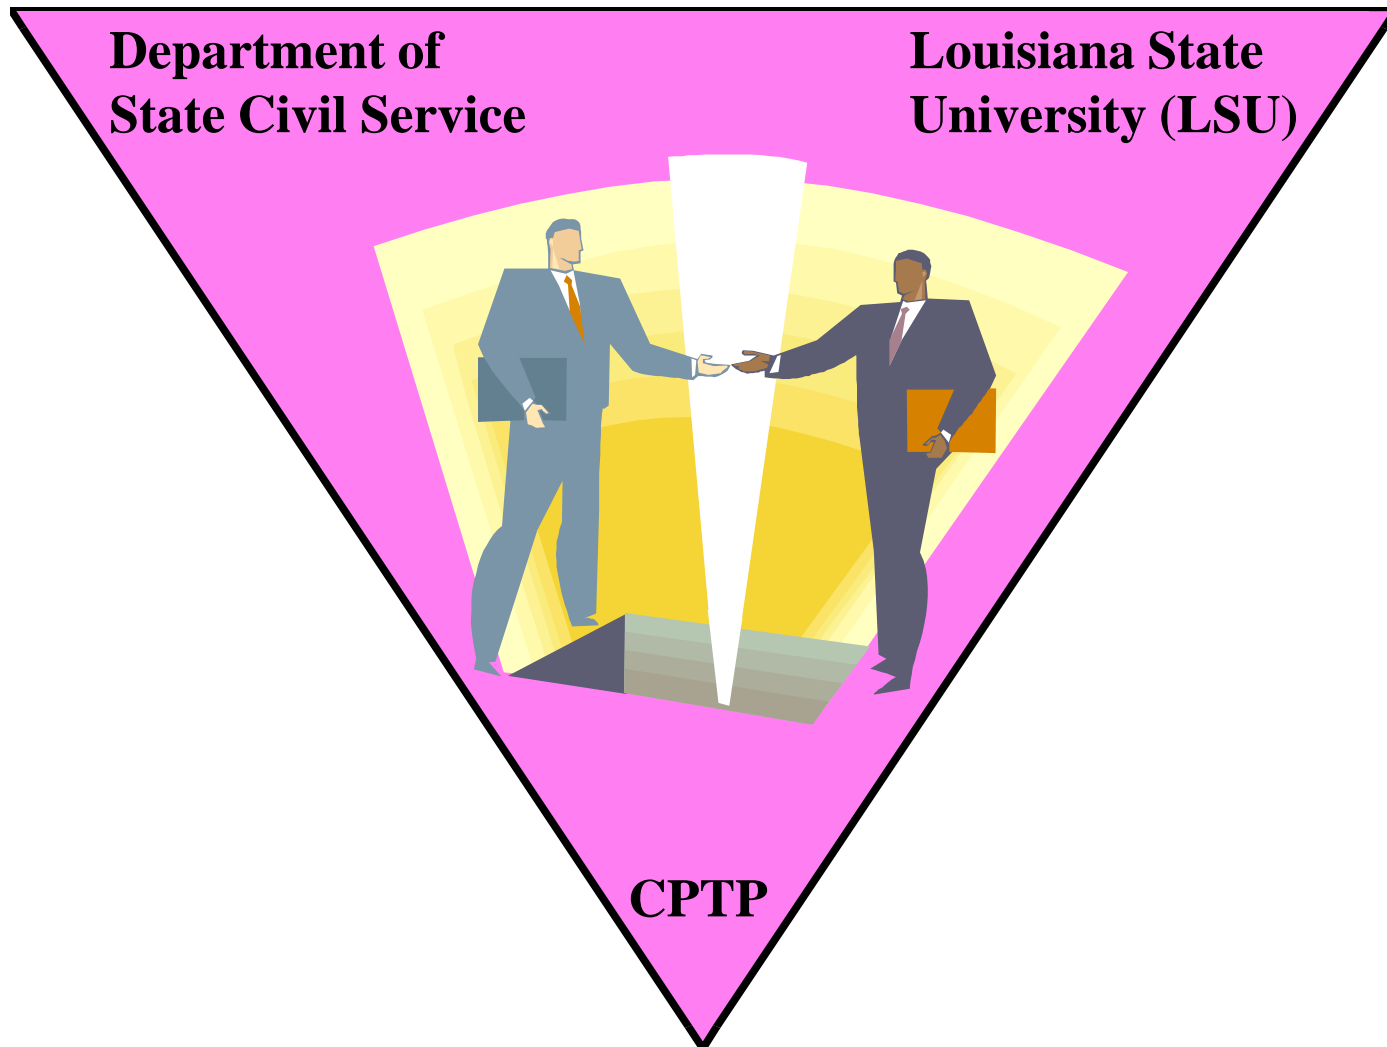 Department of
State Civil Service
Louisiana State
University (LSU)
CPTP